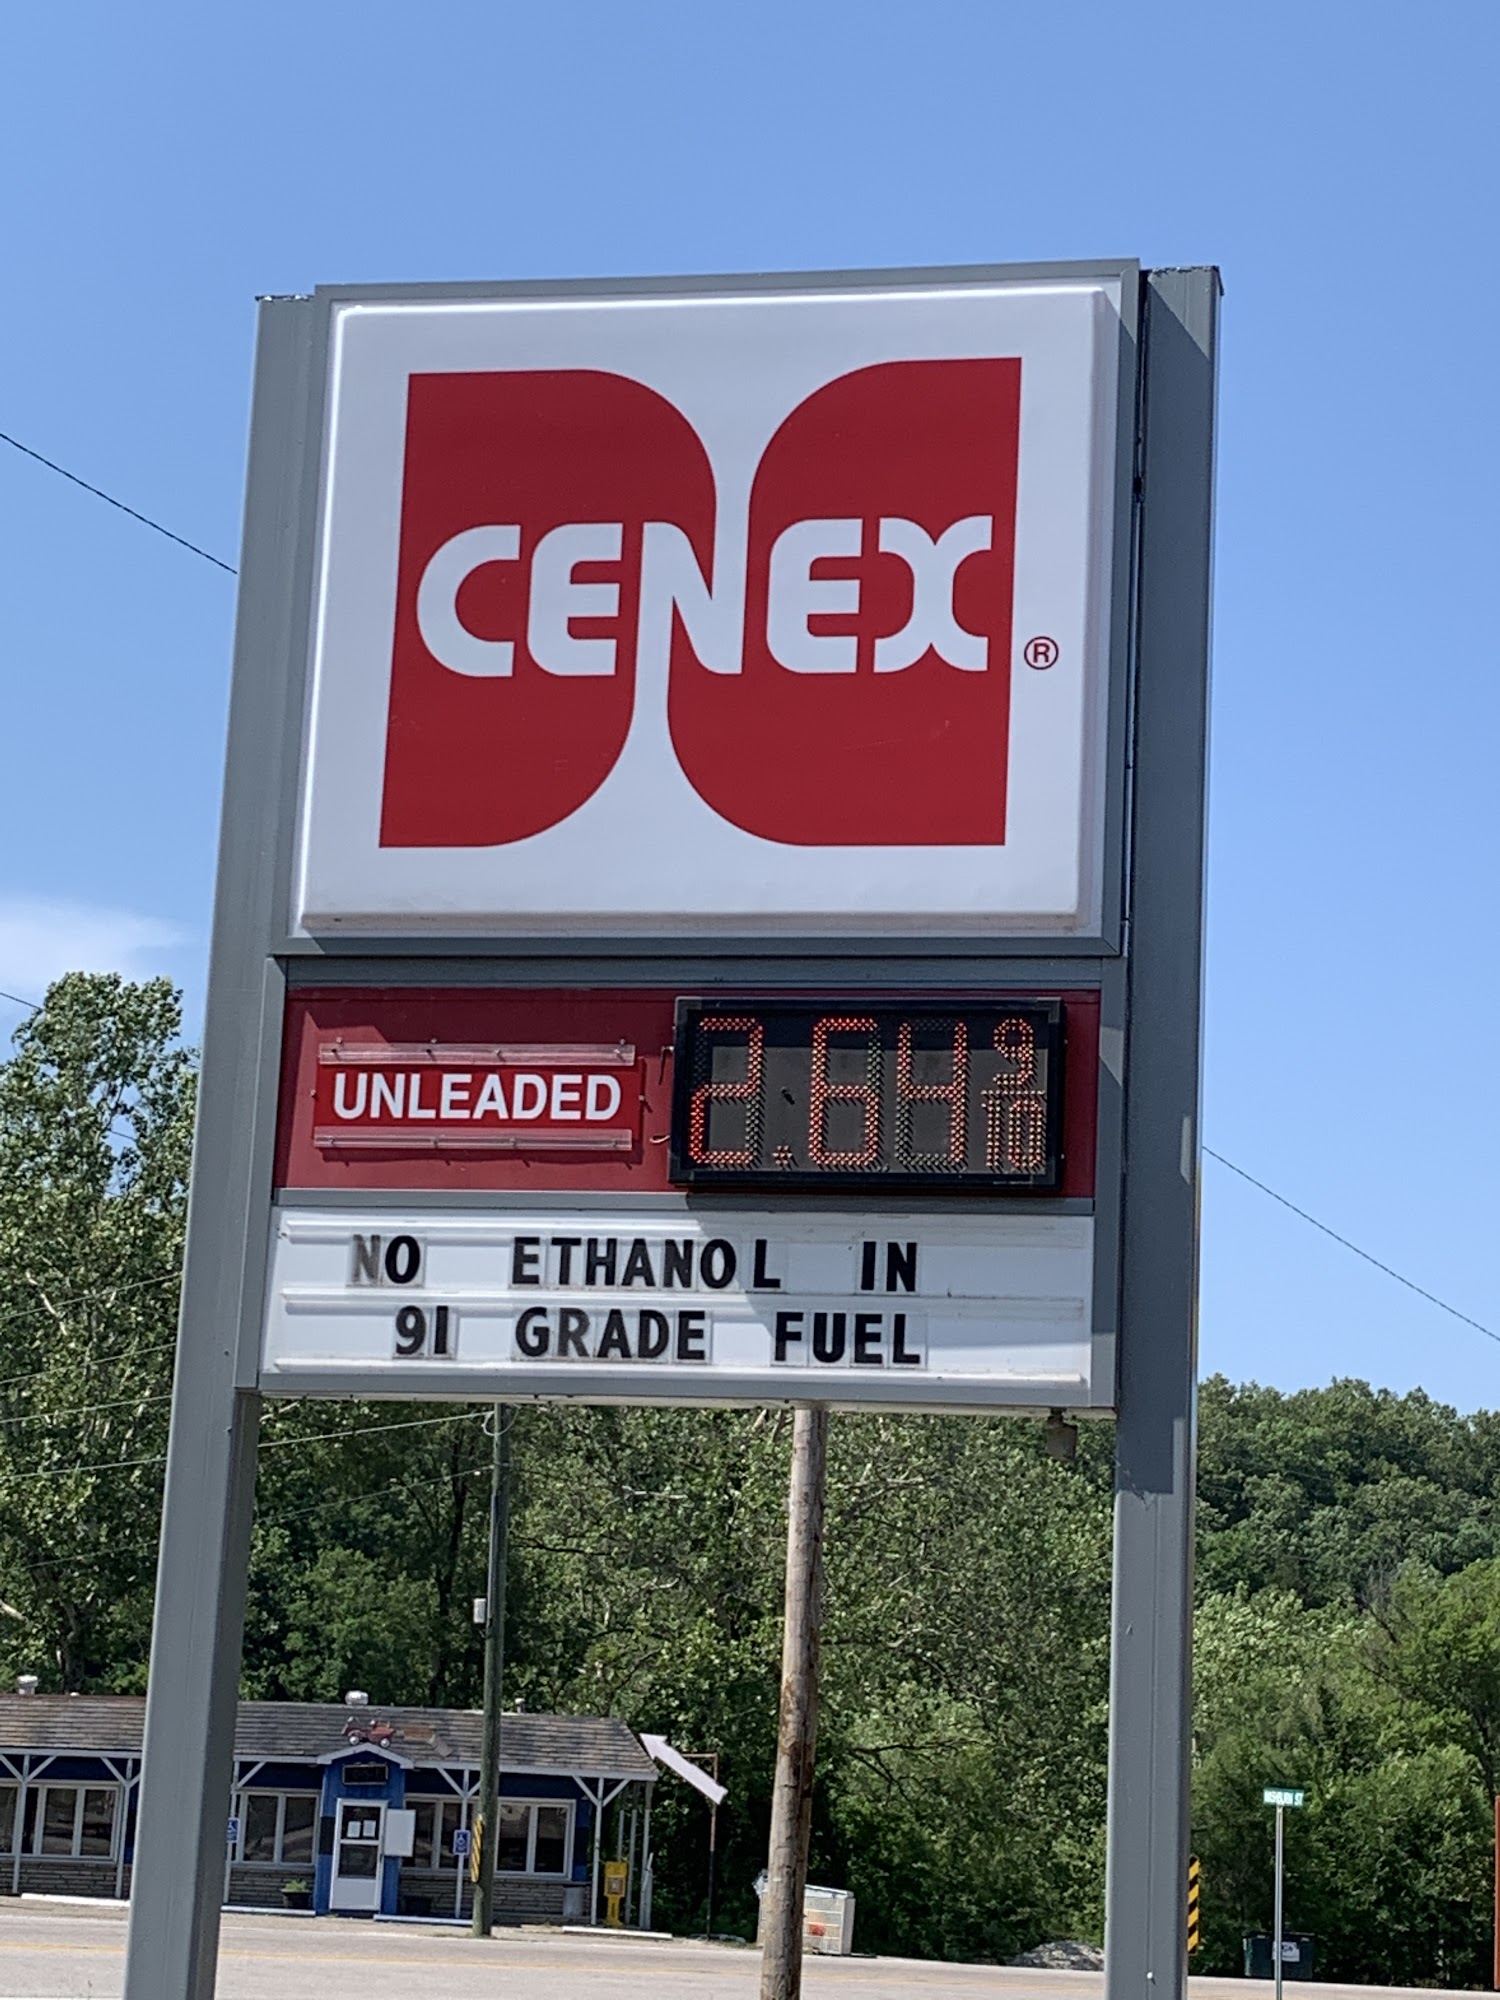 CENEX ®
UNLEADED 2.64 9/10
NO ETHANOL IN
91 GRADE FUEL